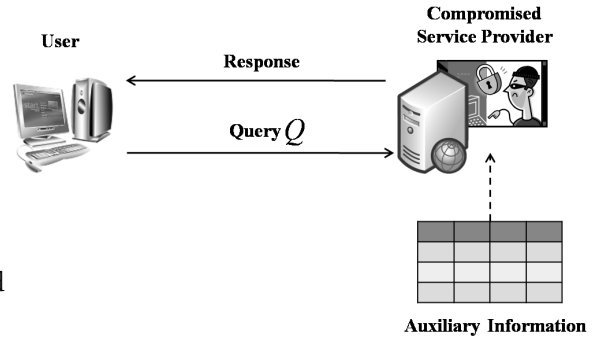 Compromised
Service Provider
User
Response
Query Q
Auxiliary Information